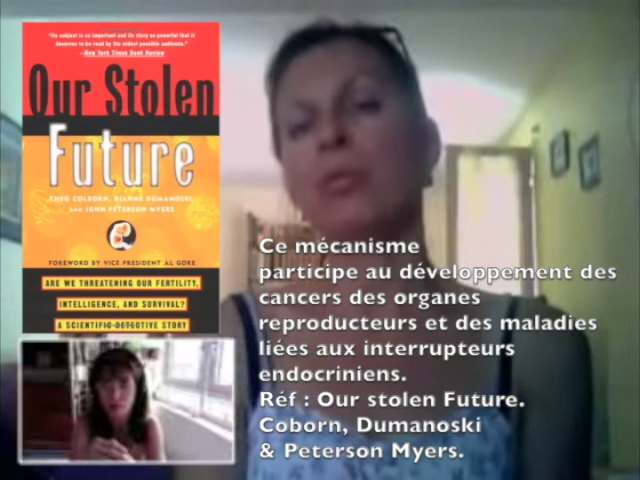 "Its subject is so important and its story so powerful that it
deserves to be read by the widest possible audience."
—New York Times Book Review
Our Stolen
Future
THEO COLBORN, DIANNE DUMANOSKI,
AND JOHN PETERSON MYERS
FOREWORD BY VICE PRESIDENT AL GORE
ARE WE THREATENING OUR FERTILITY,
INTELLIGENCE, AND SURVIVAL?
A SCIENTIFIC DETECTIVE STORY
Ce mécanisme
participe au développement des
cancers des organes
reproducteurs et des maladies
liées aux interrupteurs
endocriniens.
Réf : Our stolen Future.
Coborn, Dumanoski
& Peterson Myers.